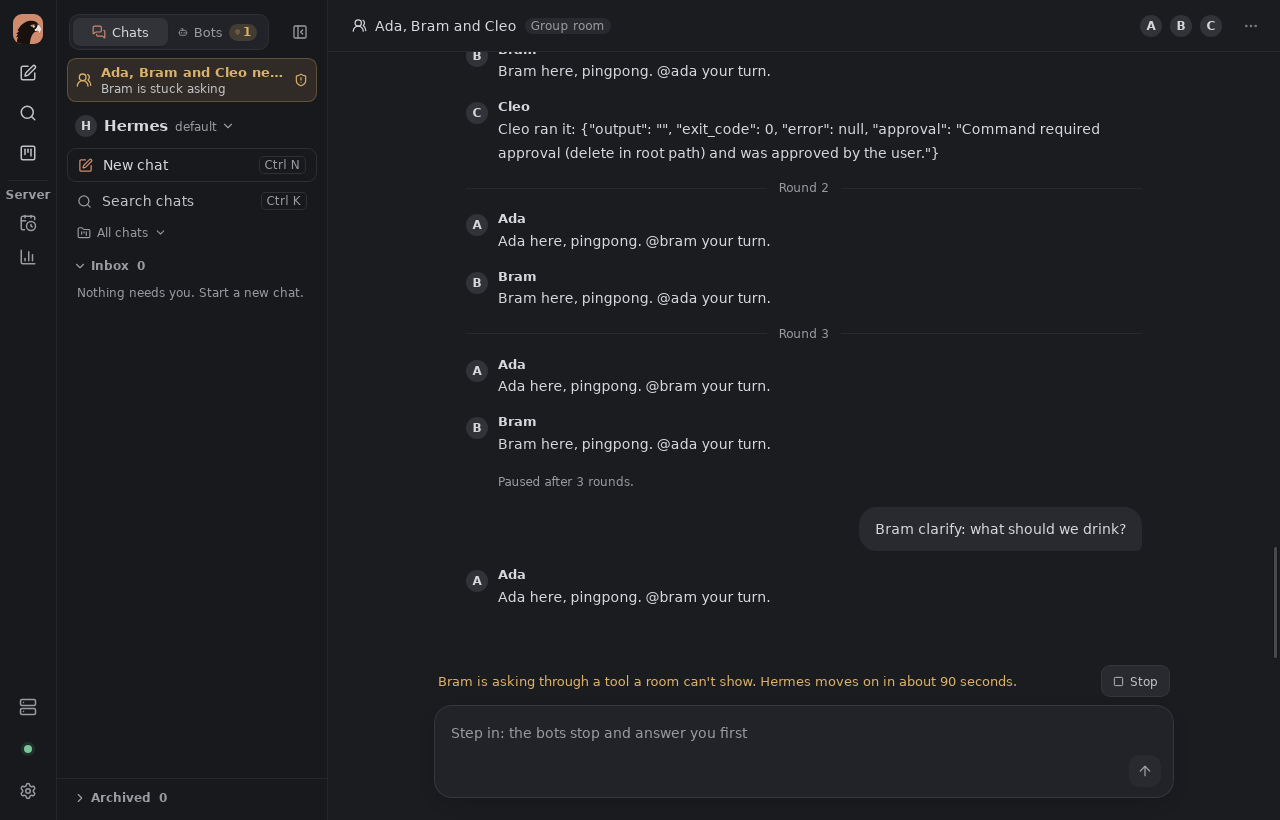 Chats
Bots
1
Ada, Bram and Cleo ne…
Bram is stuck asking
H
Hermes default
New chat
Ctrl N
Search chats
Ctrl K
All chats
Inbox 0
Nothing needs you. Start a new chat.
Server
Archived 0
Ada, Bram and Cleo
Group room
A
B
C
B
Bram
Bram here, pingpong. @ada your turn.
C
Cleo
Cleo ran it: {"output": "", "exit_code": 0, "error": null, "approval": "Command required
approval (delete in root path) and was approved by the user."}
Round 2
A
Ada
Ada here, pingpong. @bram your turn.
B
Bram
Bram here, pingpong. @ada your turn.
Round 3
A
Ada
Ada here, pingpong. @bram your turn.
B
Bram
Bram here, pingpong. @ada your turn.
Paused after 3 rounds.
Bram clarify: what should we drink?
A
Ada
Ada here, pingpong. @bram your turn.
Bram is asking through a tool a room can't show. Hermes moves on in about 90 seconds.
Stop
Step in: the bots stop and answer you first